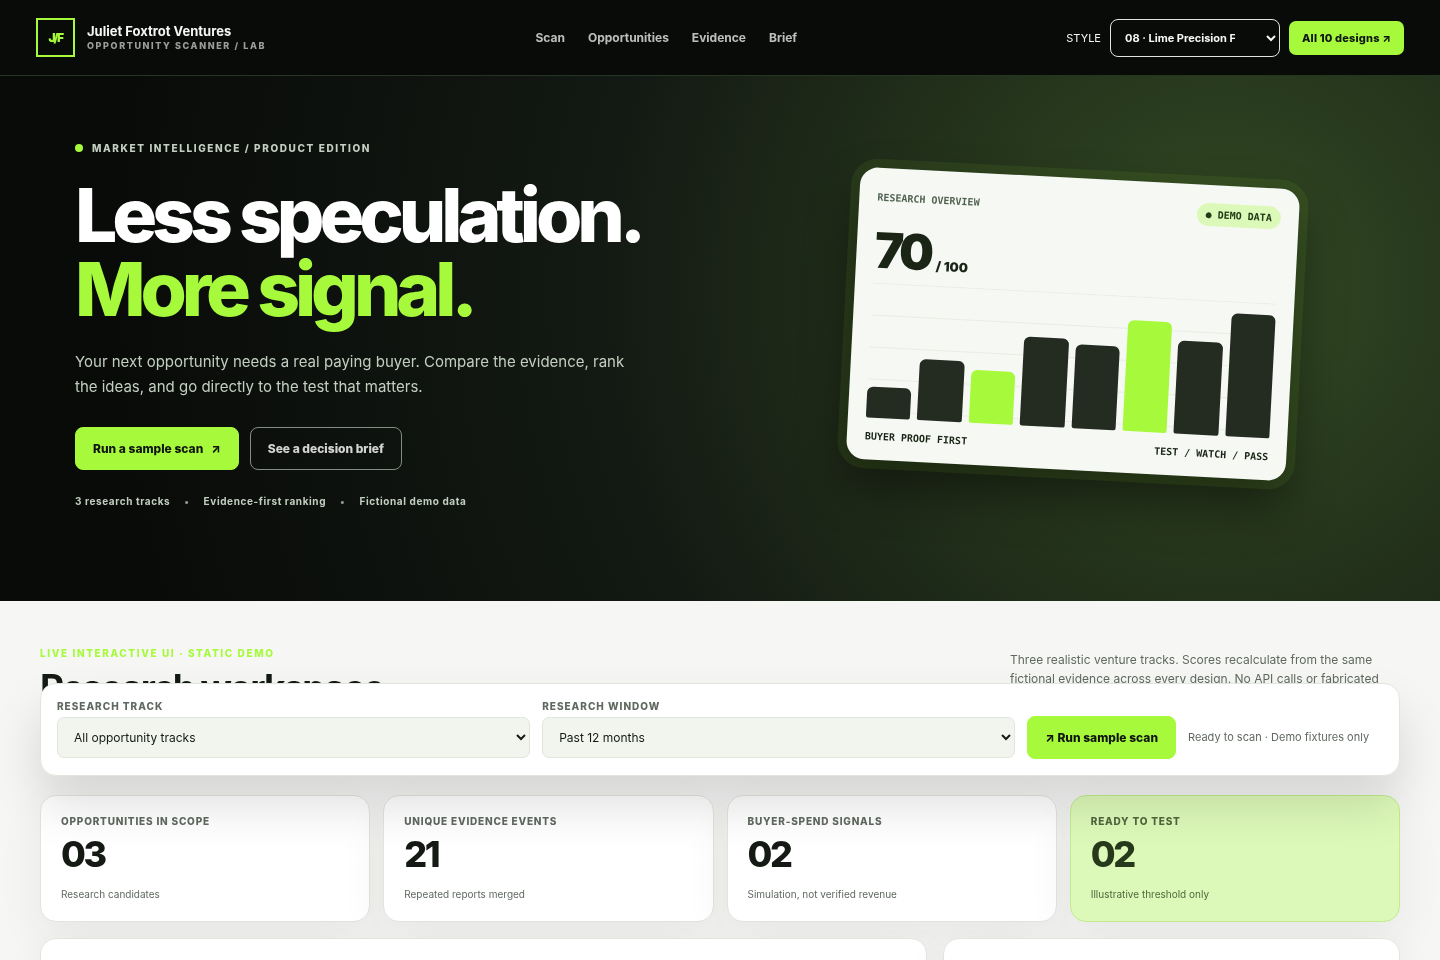 J/F
Juliet Foxtrot Ventures
OPPORTUNITY SCANNER / LAB
Scan
Opportunities
Evidence
Brief
STYLE
08 · Lime Precision F
All 10 designs ↗
MARKET INTELLIGENCE / PRODUCT EDITION
Less speculation.
More signal.
Your next opportunity needs a real paying buyer. Compare the evidence, rank
the ideas, and go directly to the test that matters.
Run a sample scan ↗
See a decision brief
3 research tracks • Evidence-first ranking • Fictional demo data
RESEARCH OVERVIEW
● DEMO DATA
70 / 100
BUYER PROOF FIRST
TEST / WATCH / PASS
LIVE INTERACTIVE UI · STATIC DEMO
Research workspace
Three realistic venture tracks. Scores recalculate from the same
fictional evidence across every design. No API calls or fabricated
RESEARCH TRACK
All opportunity tracks
RESEARCH WINDOW
Past 12 months
↗ Run sample scan
Ready to scan · Demo fixtures only
OPPORTUNITIES IN SCOPE
03
Research candidates
UNIQUE EVIDENCE EVENTS
21
Repeated reports merged
BUYER-SPEND SIGNALS
02
Simulation, not verified revenue
READY TO TEST
02
Illustrative threshold only